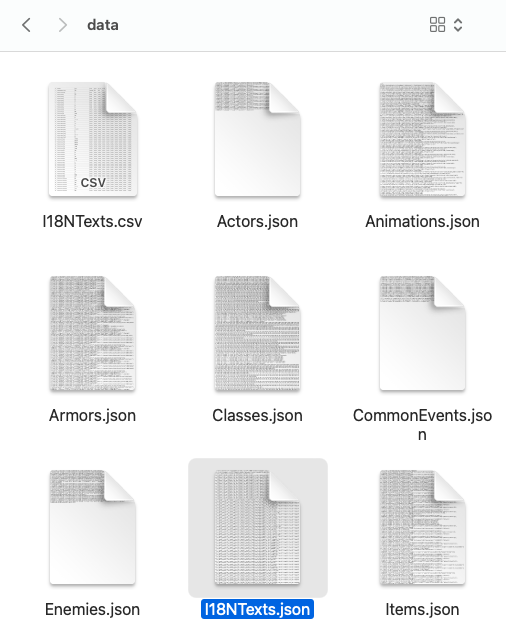 data
CSV
I18NTexts.csv
Actors.json
Animations.json
Armors.json
Classes.json
CommonEvents.jso
n
Enemies.json
I18NTexts.json
Items.json